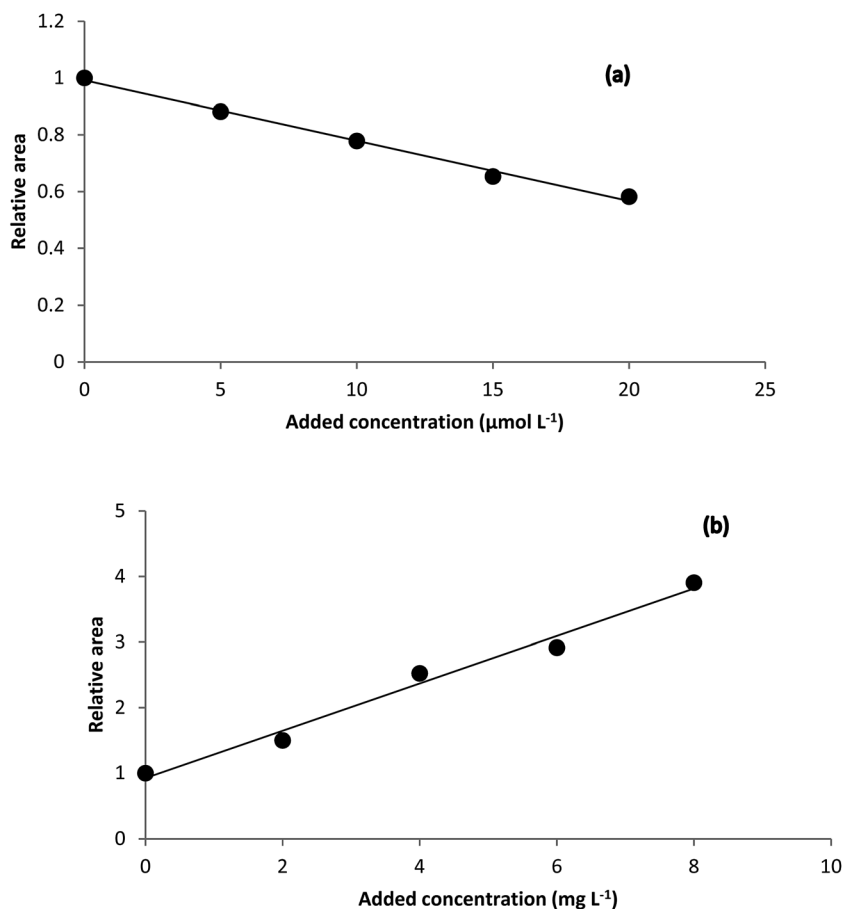 1.2
(a)
1
0.8
0.6
0.4
0.2
0
Relative area
0 5 10 15 20 25
Added concentration (µmol L⁻¹)
5
(b)
4
3
2
1
0
Relative area
0 2 4 6 8 10
Added concentration (mg L⁻¹)